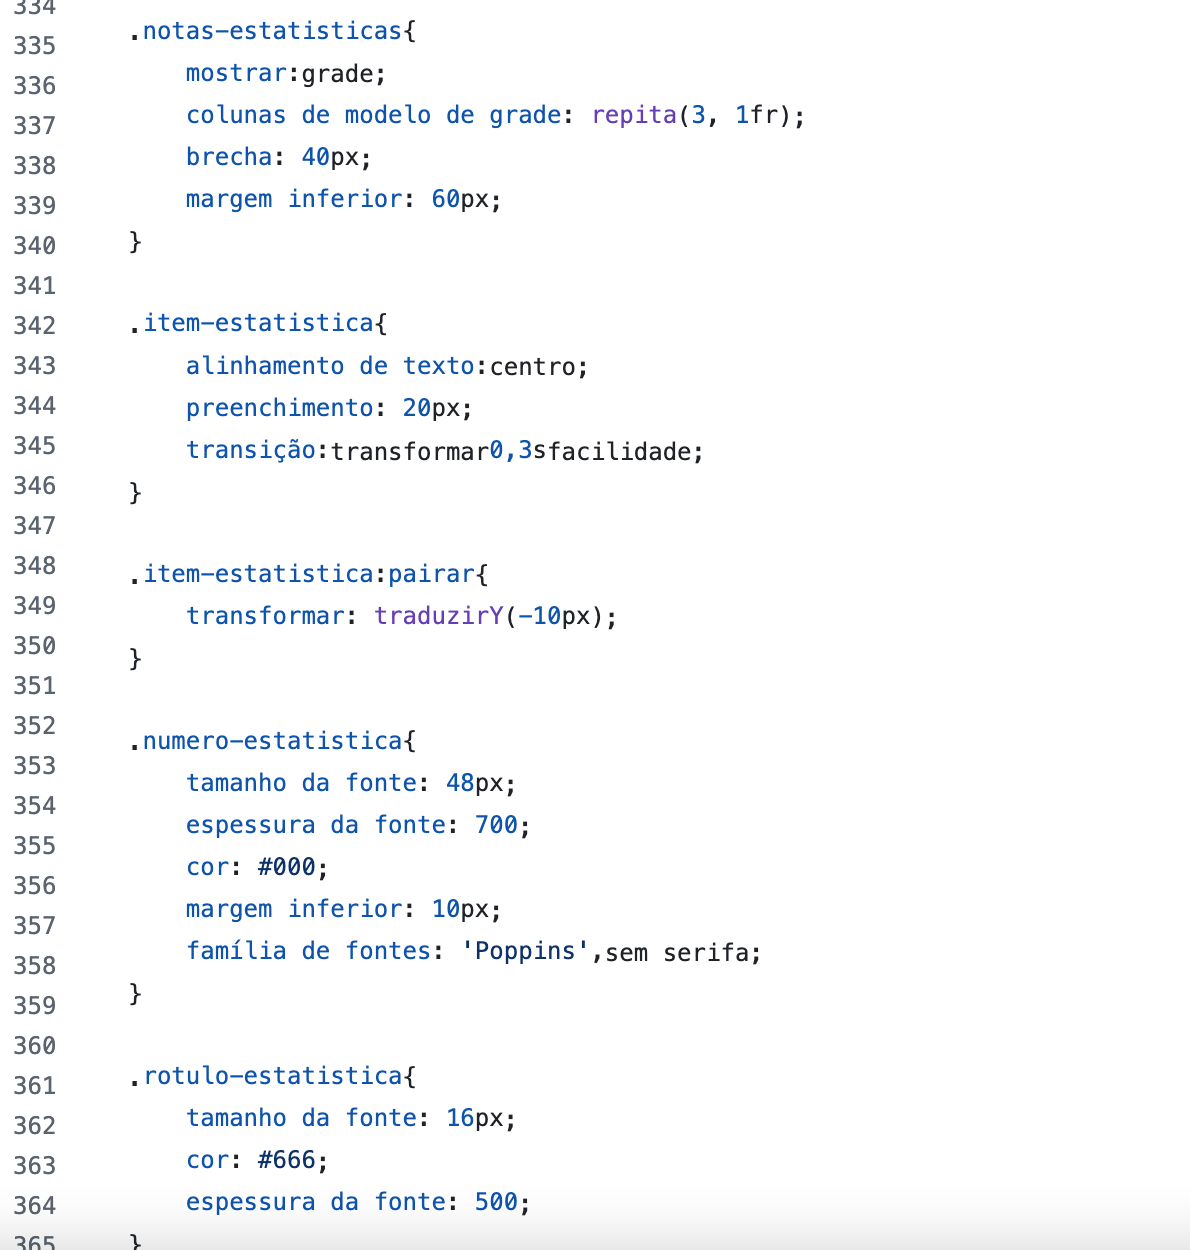 334
335 .notas-estatisticas{
336 mostrar:grade;
337 colunas de modelo de grade: repita(3, 1fr);
338 brecha: 40px;
339 margem inferior: 60px;
340 }
341
342 .item-estatistica{
343 alinhamento de texto:centro;
344 preenchimento: 20px;
345 transição:transformar0,3sfacilidade;
346 }
347
348 .item-estatistica:pairar{
349 transformar: traduzirY(-10px);
350 }
351
352 .numero-estatistica{
353 tamanho da fonte: 48px;
354 espessura da fonte: 700;
355 cor: #000;
356 margem inferior: 10px;
357 família de fontes: 'Poppins',sem serifa;
358 }
359
360
361 .rotulo-estatistica{
362 tamanho da fonte: 16px;
363 cor: #666;
364 espessura da fonte: 500;
365 }